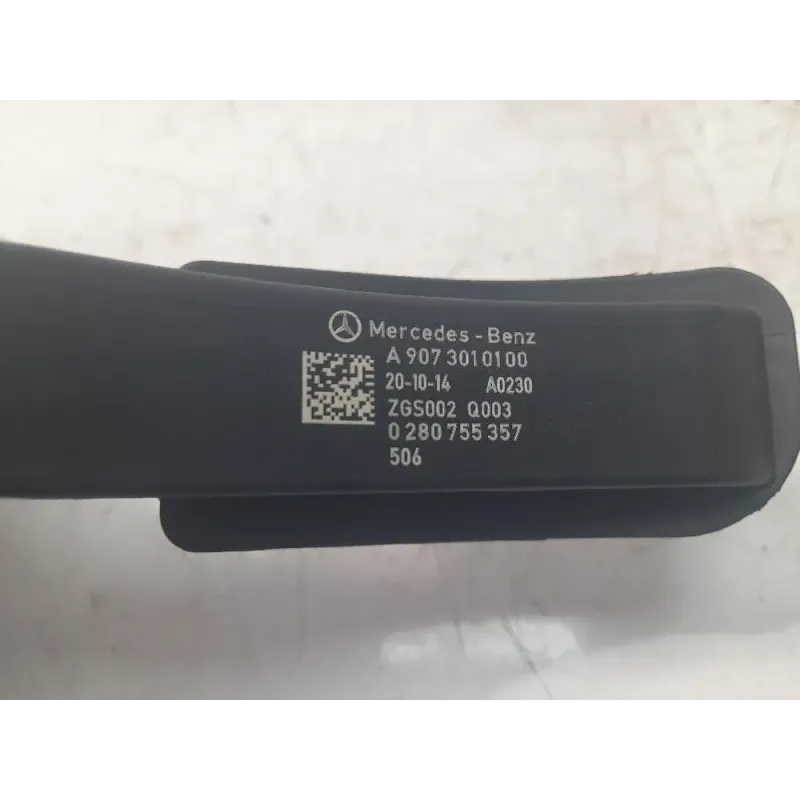 Mercedes-Benz
A 907 3010100
20-10-14 A0230
ZGS002 Q003
0 280 755 357
506